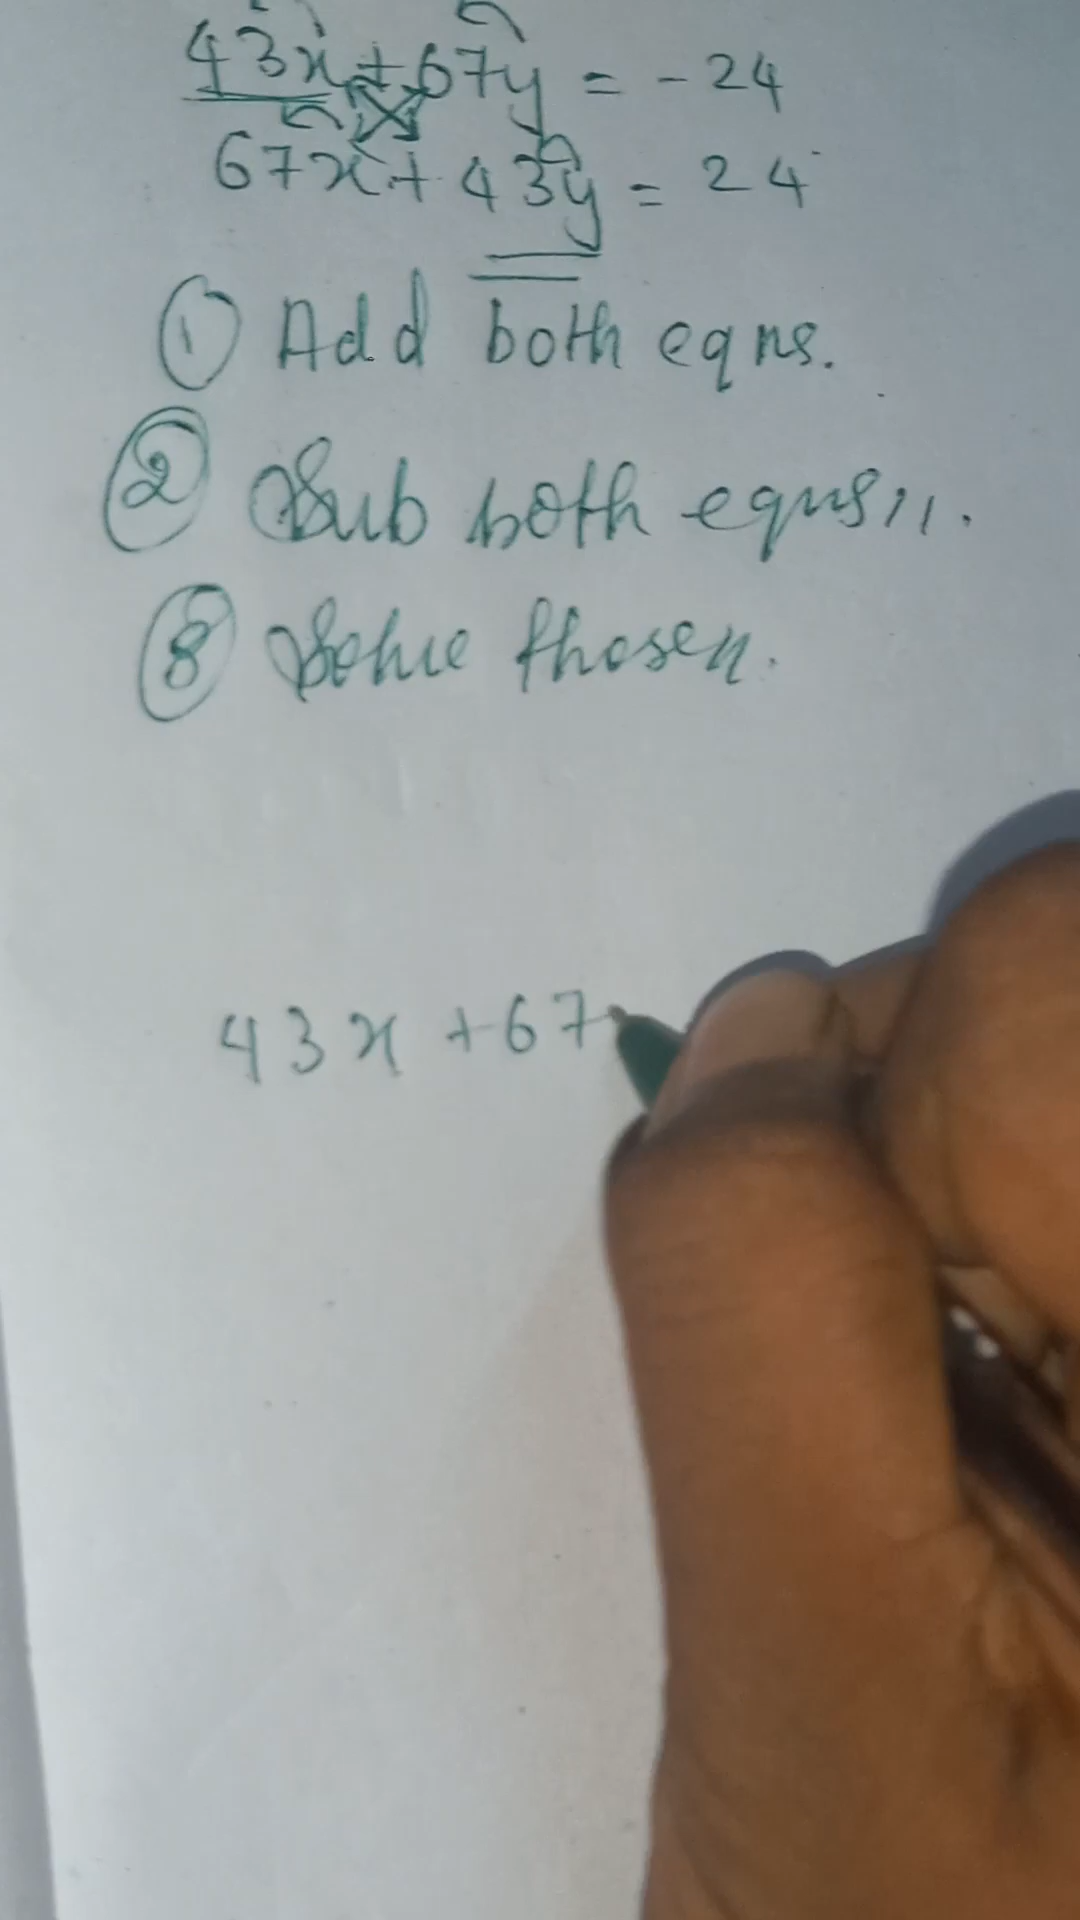 43x + 67y = - 24
67x + 43y = 24
① Add both eqns.
② Sub both eqns//.
③ Solve those//.
43x + 67